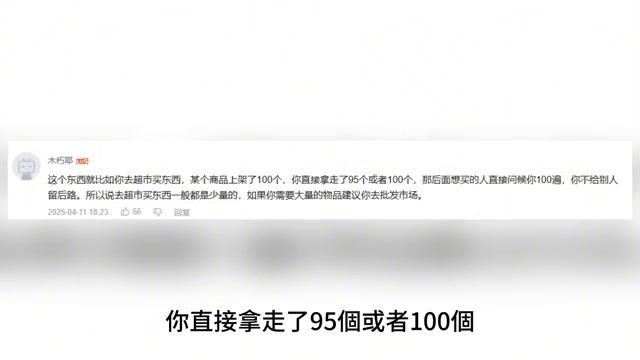 木朽耶 LV5
这个东西就比如你去超市买东西，某个商品上架了100个，你直接拿走了95个或者100个，那后面想买的人直接问候你100遍，你不给别人
留后路。所以说去超市买东西一般都是少量的，如果你需要大量的物品建议你去批发市场。
2025-04-11 18:23 56 回复
你直接拿走了95個或者100個